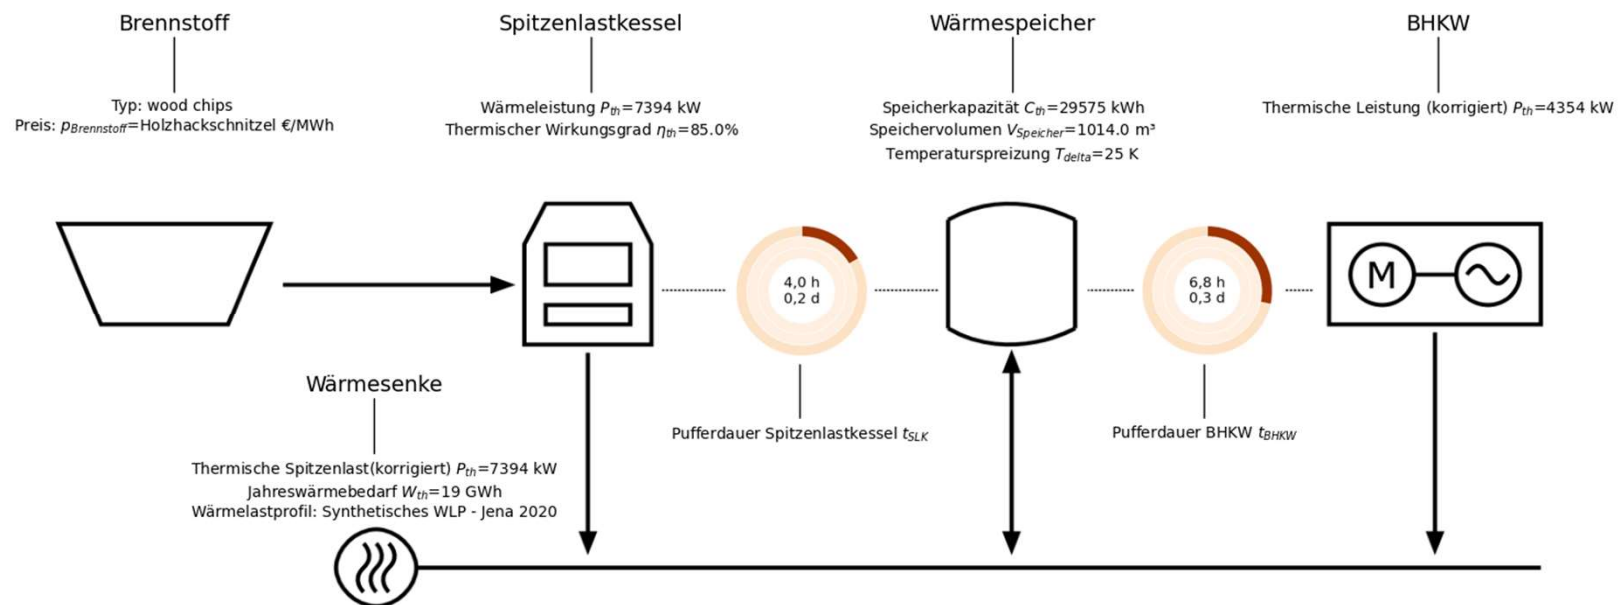 Brennstoff
Typ: wood chips
Preis: pBrennstoff=Holzhackschnitzel €/MWh
Spitzenlastkessel
Wärmeleistung Pth=7394 kW
Thermischer Wirkungsgrad ηth=85.0%
Wärmespeicher
Speicherkapazität Cth=29575 kWh
Speichervolumen VSpeicher=1014.0 m³
Temperaturspreizung Tdelta=25 K
BHKW
Thermische Leistung (korrigiert) Pth=4354 kW
4,0 h
0,2 d
6,8 h
0,3 d
M
Pufferdauer Spitzenlastkessel tSLK
Pufferdauer BHKW tBHKW
Wärmesenke
Thermische Spitzenlast(korrigiert) Pth=7394 kW
Jahreswärmebedarf Wth=19 GWh
Wärmelastprofil: Synthetisches WLP - Jena 2020